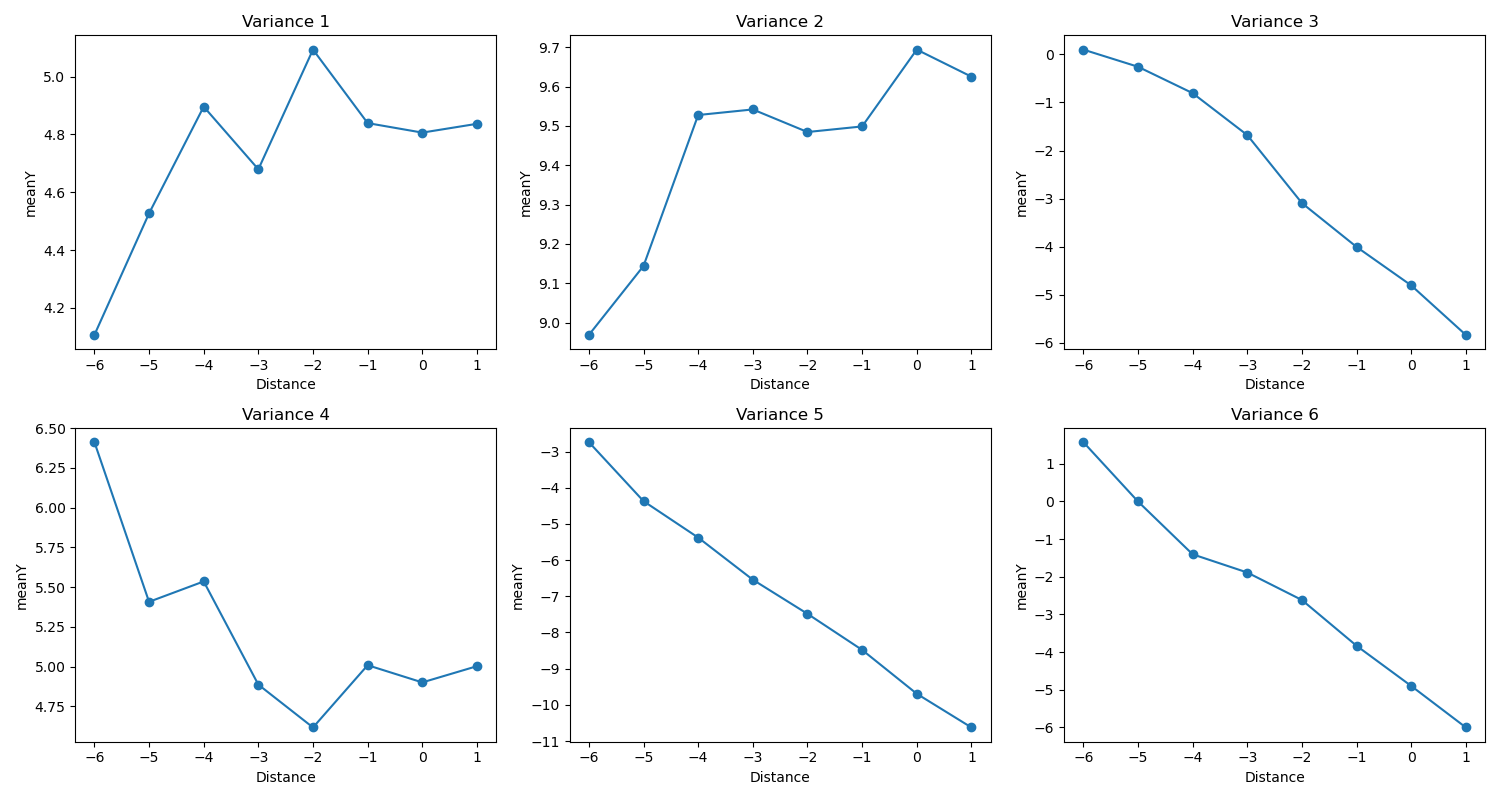 Variance 1
meanY
5.0
4.8
4.6
4.4
4.2
−6 −5 −4 −3 −2 −1 0 1
Distance
Variance 2
meanY
9.7
9.6
9.5
9.4
9.3
9.2
9.1
9.0
−6 −5 −4 −3 −2 −1 0 1
Distance
Variance 3
meanY
0
−1
−2
−3
−4
−5
−6
−6 −5 −4 −3 −2 −1 0 1
Distance
Variance 4
meanY
6.50
6.25
6.00
5.75
5.50
5.25
5.00
4.75
−6 −5 −4 −3 −2 −1 0 1
Distance
Variance 5
meanY
−3
−4
−5
−6
−7
−8
−9
−10
−11
−6 −5 −4 −3 −2 −1 0 1
Distance
Variance 6
meanY
1
0
−1
−2
−3
−4
−5
−6
−6 −5 −4 −3 −2 −1 0 1
Distance